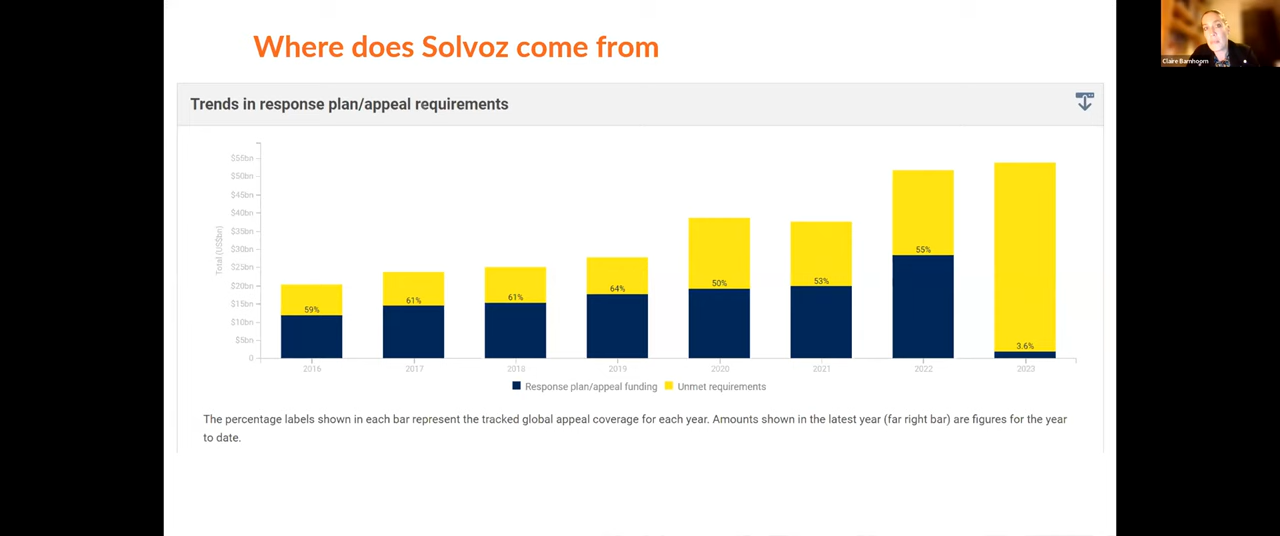 Where does Solvoz come from
Claire Barnhoorn
Trends in response plan/appeal requirements
Total (US$bn)
$55bn
$50bn
$45bn
$40bn
$35bn
$30bn
$25bn
$20bn
$15bn
$10bn
$5bn
0
59%
61%
61%
64%
50%
53%
55%
3.6%
2016
2017
2018
2019
2020
2021
2022
2023
Response plan/appeal funding
Unmet requirements
The percentage labels shown in each bar represent the tracked global appeal coverage for each year. Amounts shown in the latest year (far right bar) are figures for the year
to date.